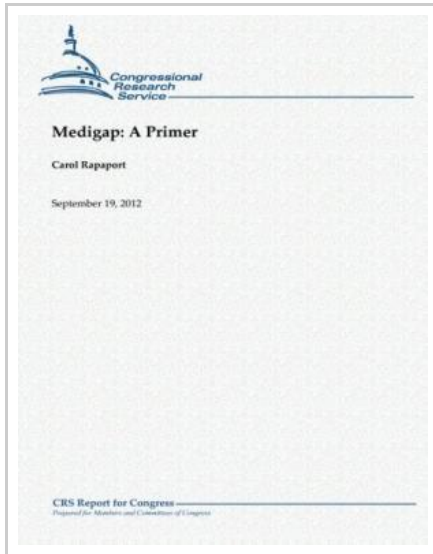 Congressional
Research
Service
Medigap: A Primer
Carol Rapaport
September 19, 2012
CRS Report for Congress
Prepared for Members and Committees of Congress